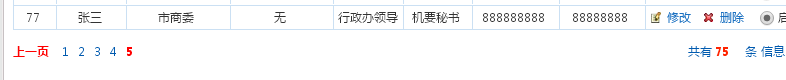 77 张三 市商委 无 行政办领导 机要秘书 888888888 88888888 修改 删除 启
上一页 1 2 3 4 5 共有 75 条 信息